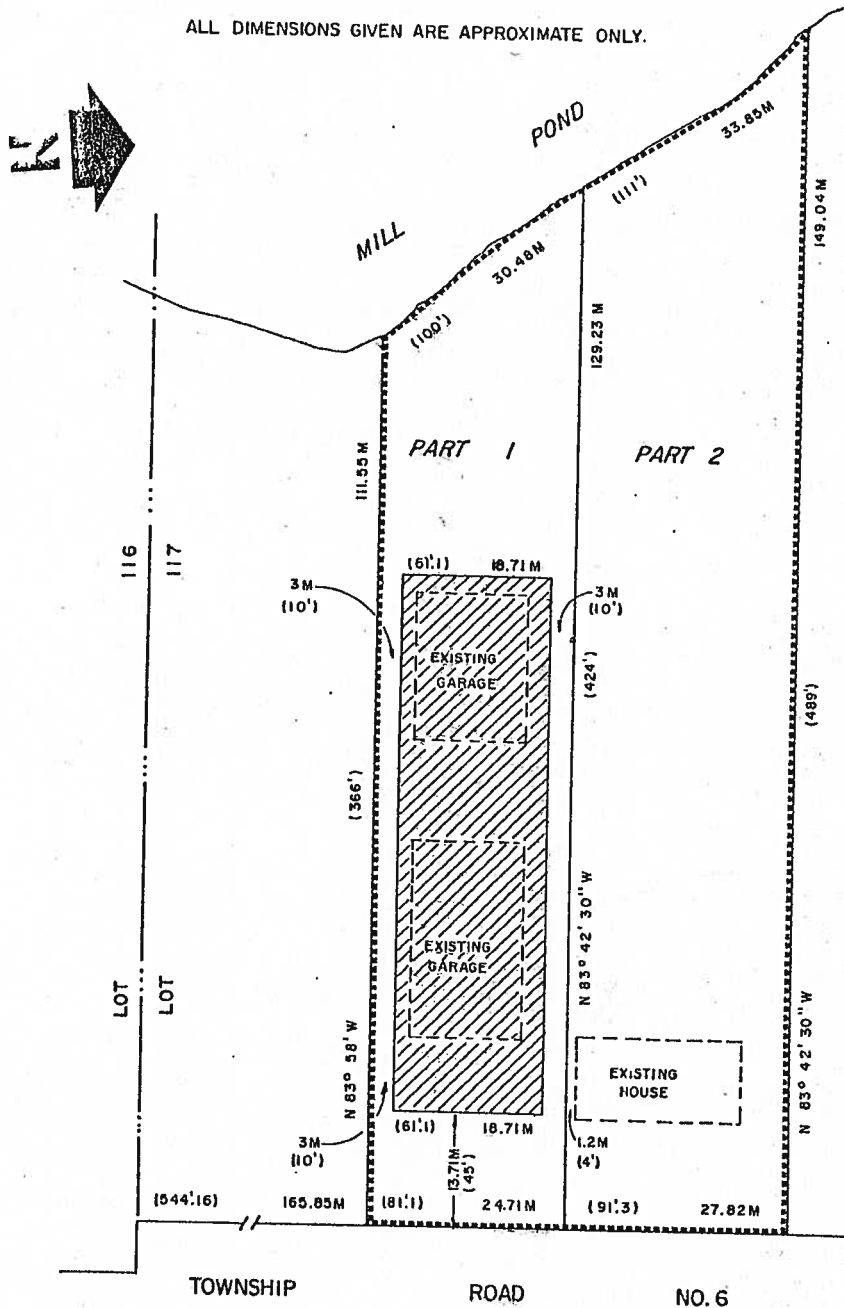 ALL DIMENSIONS GIVEN ARE APPROXIMATE ONLY.
N
MILL POND
33.85M
(111')
30.48M
(100')
149.04M
129.23 M
111.55M
PART 1
PART 2
116
117
(61'.1) 18.71M
3M
(10')
3M
(10')
EXISTING
GARAGE
(424')
(489')
(366')
EXISTING
GARAGE
N 83° 42' 30" W
LOT
LOT
N 83° 58' W
N 83° 42' 30" W
EXISTING
HOUSE
(61'.1) 18.71M
3M
(10')
13.71M
(45')
1.2M
(4')
(544'.16) 165.85M (81'.1) 24.71M (91'.3) 27.82M
TOWNSHIP ROAD NO. 6